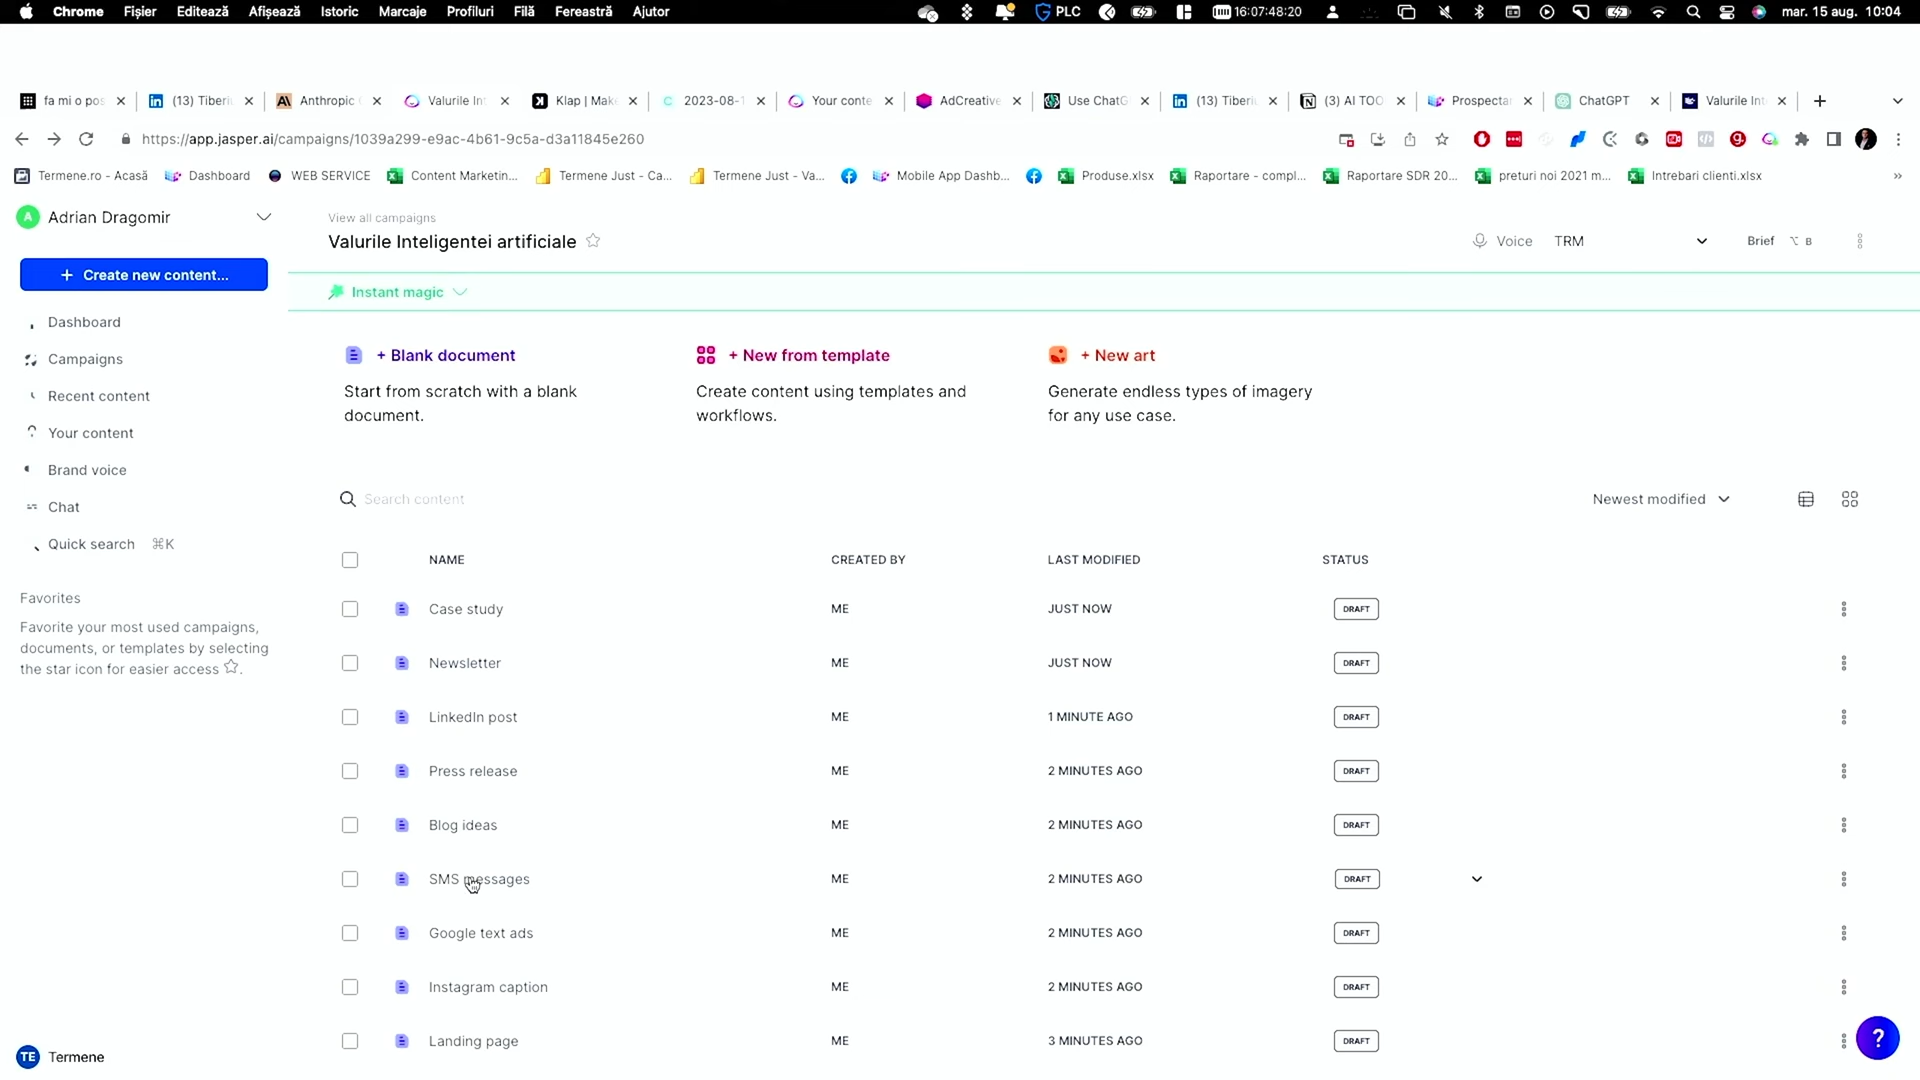 Chrome Fișier Editează Afișează Istoric Marcaje Profiluri Filă Fereastră Ajutor PLC 16:07:48:20 mar. 15 aug. 10:04
fa mi o pos (13) Tiberiu Anthropic Valurile Int Klap | Make 2023-08-1 Your conte AdCreative Use ChatG (13) Tiberiu (3) AI TOO Prospecta ChatGPT Valurile Int
https://app.jasper.ai/campaigns/1039a299-e9ac-4b61-9c5a-d3a11845e260
Termene.ro - Acasă Dashboard WEB SERVICE Content Marketin... Termene Just - Ca... Termene Just - Va... Mobile App Dashb... Produse.xlsx Raportare - compl... Raportare SDR 20... preturi noi 2021 m... Intrebari clienti.xlsx »
A Adrian Dragomir
View all campaigns
Valurile Inteligentei artificiale
Voice TRM Brief ⌥ B
+ Create new content...
Instant magic
Dashboard
Campaigns
Recent content
Your content
Brand voice
Chat
Quick search ⌘K
Favorites
Favorite your most used campaigns,
documents, or templates by selecting
the star icon for easier access ☆.
+ Blank document
Start from scratch with a blank
document.
+ New from template
Create content using templates and
workflows.
+ New art
Generate endless types of imagery
for any use case.
Search content
Newest modified
NAME CREATED BY LAST MODIFIED STATUS
Case study ME JUST NOW DRAFT
Newsletter ME JUST NOW DRAFT
LinkedIn post ME 1 MINUTE AGO DRAFT
Press release ME 2 MINUTES AGO DRAFT
Blog ideas ME 2 MINUTES AGO DRAFT
SMS messages ME 2 MINUTES AGO DRAFT
Google text ads ME 2 MINUTES AGO DRAFT
Instagram caption ME 2 MINUTES AGO DRAFT
Landing page ME 3 MINUTES AGO DRAFT
TE Termene
?